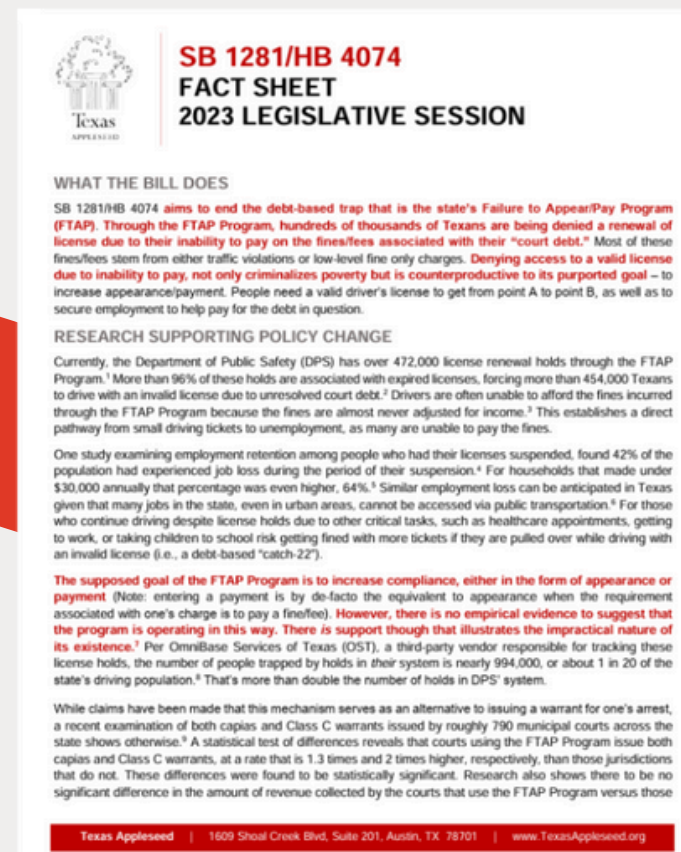 Texas
APPLESEED
SB 1281/HB 4074
FACT SHEET
2023 LEGISLATIVE SESSION
WHAT THE BILL DOES
SB 1281/HB 4074 aims to end the debt-based trap that is the state's Failure to Appear/Pay Program
(FTAP). Through the FTAP Program, hundreds of thousands of Texans are being denied a renewal of
license due to their inability to pay on the fines/fees associated with their “court debt.” Most of these
fines/fees stem from either traffic violations or low-level fine only charges. Denying access to a valid license
due to inability to pay, not only criminalizes poverty but is counterproductive to its purported goal – to
increase appearance/payment. People need a valid driver's license to get from point A to point B, as well as to
secure employment to help pay for the debt in question.
RESEARCH SUPPORTING POLICY CHANGE
Currently, the Department of Public Safety (DPS) has over 472,000 license renewal holds through the FTAP
Program.1 More than 96% of these holds are associated with expired licenses, forcing more than 454,000 Texans
to drive with an invalid license due to unresolved court debt.2 Drivers are often unable to afford the fines incurred
through the FTAP Program because the fines are almost never adjusted for income.3 This establishes a direct
pathway from small driving tickets to unemployment, as many are unable to pay the fines.
One study examining employment retention among people who had their licenses suspended, found 42% of the
population had experienced job loss during the period of their suspension.4 For households that made under
$30,000 annually that percentage was even higher, 64%.5 Similar employment loss can be anticipated in Texas
given that many jobs in the state, even in urban areas, cannot be accessed via public transportation.6 For those
who continue driving despite license holds due to other critical tasks, such as healthcare appointments, getting
to work, or taking children to school risk getting fined with more tickets if they are pulled over while driving with
an invalid license (i.e., a debt-based “catch-22”).
The supposed goal of the FTAP Program is to increase compliance, either in the form of appearance or
payment (Note: entering a payment is by de-facto the equivalent to appearance when the requirement
associated with one's charge is to pay a fine/fee). However, there is no empirical evidence to suggest that
the program is operating in this way. There is support though that illustrates the impractical nature of
its existence.7 Per OmniBase Services of Texas (OST), a third-party vendor responsible for tracking these
license holds, the number of people trapped by holds in their system is nearly 994,000, or about 1 in 20 of the
state's driving population.8 That's more than double the number of holds in DPS' system.
While claims have been made that this mechanism serves as an alternative to issuing a warrant for one's arrest,
a recent examination of both capias and Class C warrants issued by roughly 790 municipal courts across the
state shows otherwise.9 A statistical test of differences reveals that courts using the FTAP Program issue both
capias and Class C warrants, at a rate that is 1.3 times and 2 times higher, respectively, than those jurisdictions
that do not. These differences were found to be statistically significant. Research also shows there to be no
significant difference in the amount of revenue collected by the courts that use the FTAP Program versus those
Texas Appleseed | 1609 Shoal Creek Blvd, Suite 201, Austin, TX 78701 | www.TexasAppleseed.org